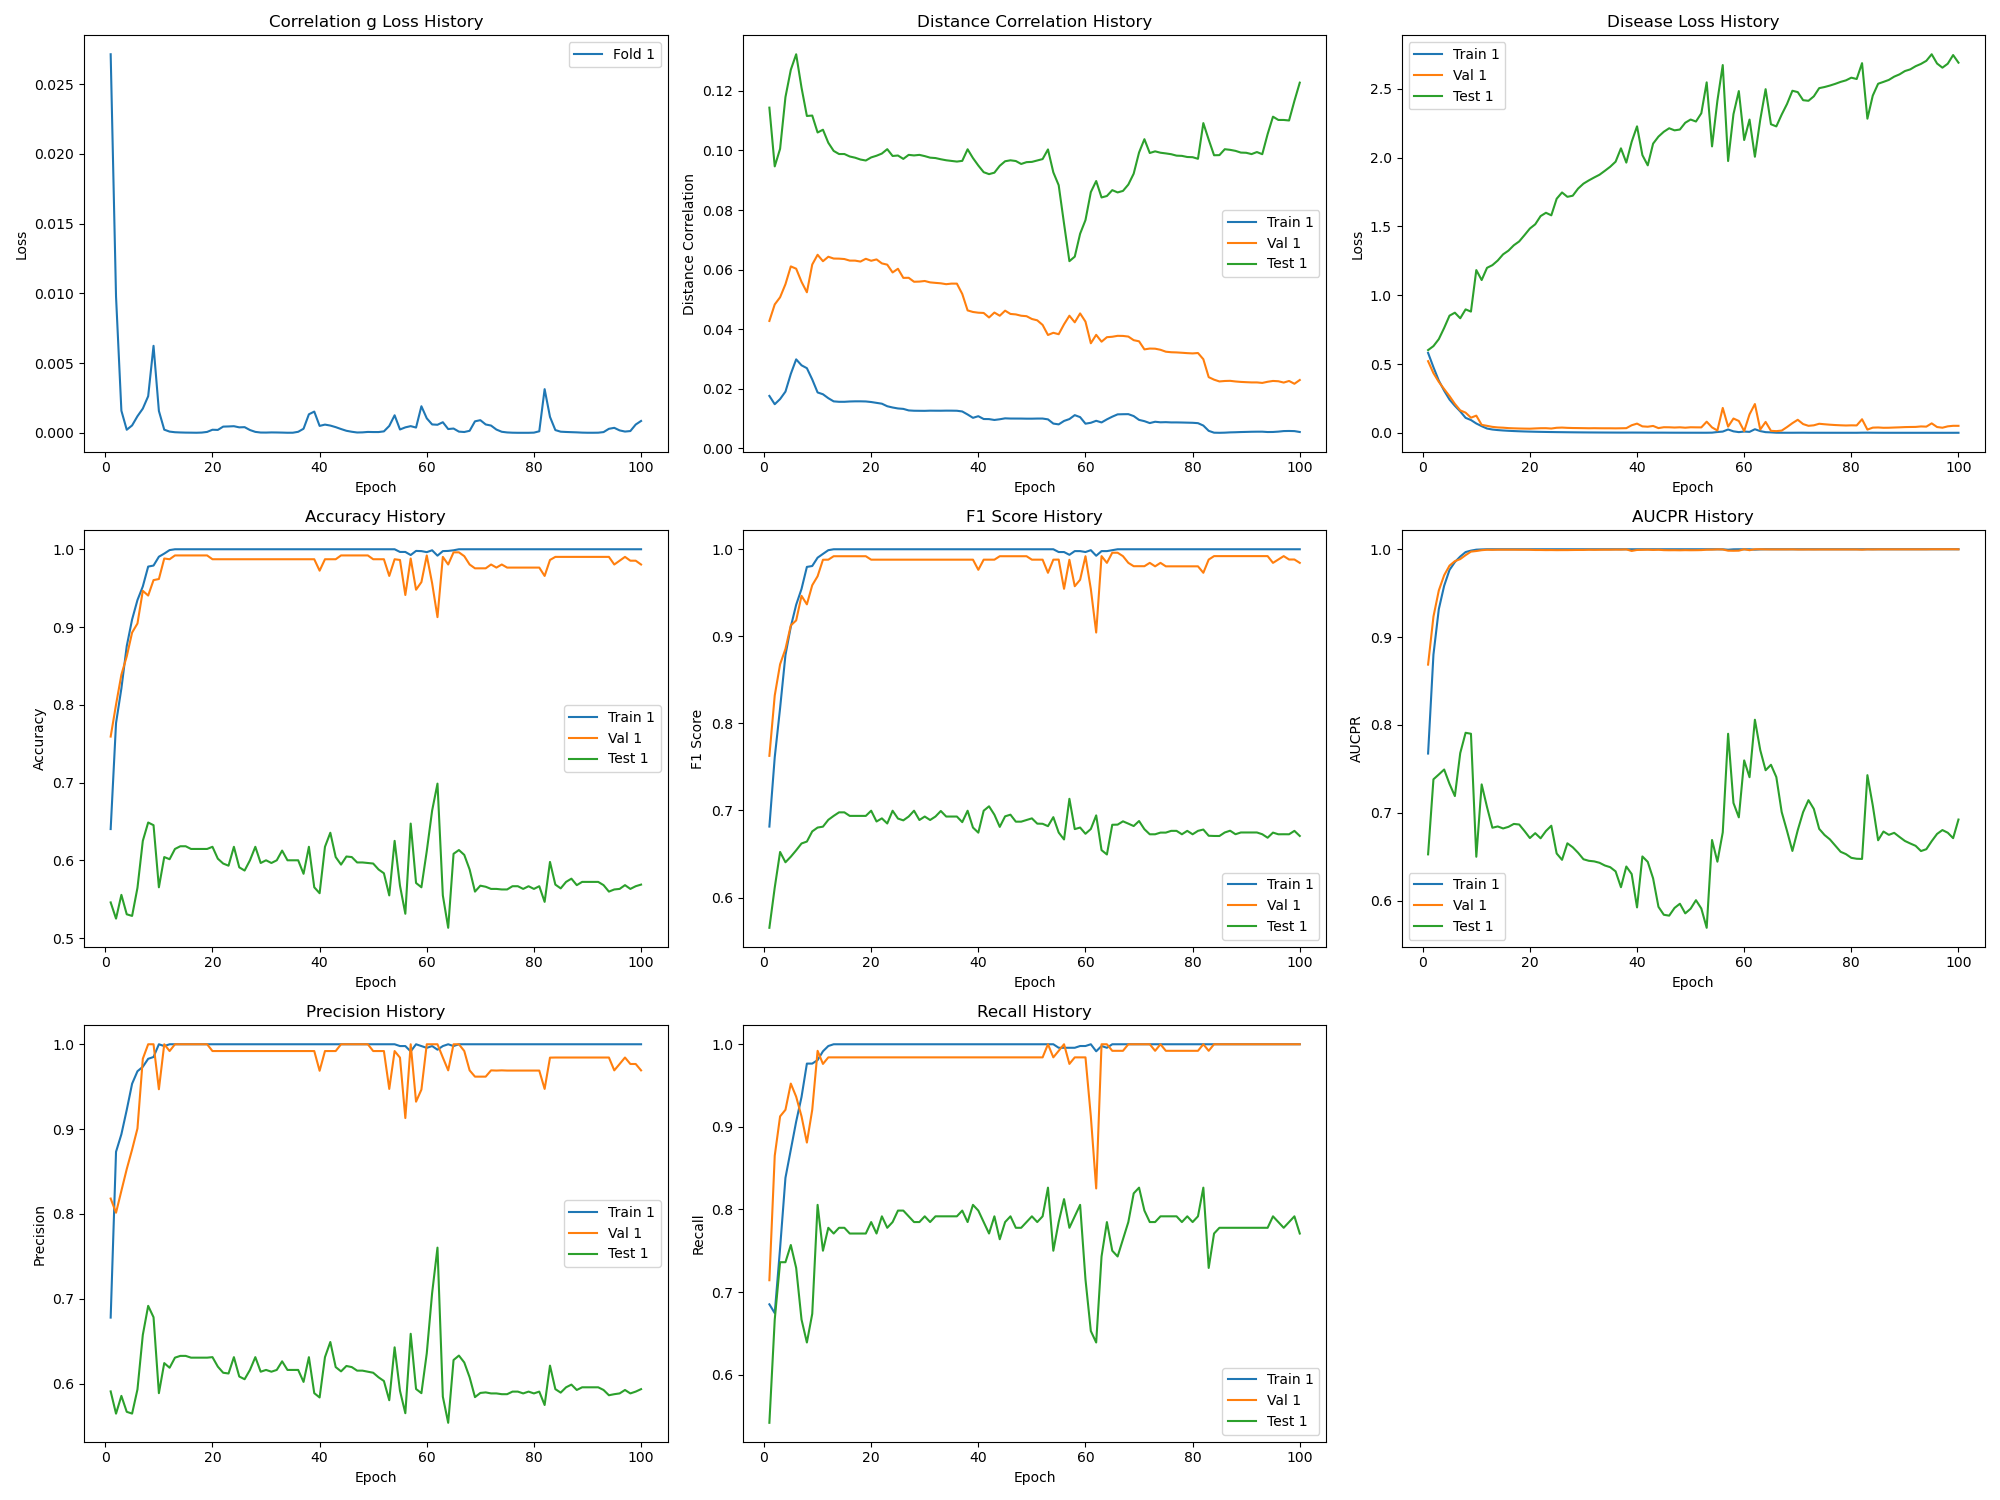 Correlation g Loss History
Fold 1
0.025
0.020
0.015
0.010
0.005
0.000
Loss
0 20 40 60 80 100
Epoch
Distance Correlation History
Train 1
Val 1
Test 1
0.12
0.10
0.08
0.06
0.04
0.02
0.00
Distance Correlation
0 20 40 60 80 100
Epoch
Disease Loss History
Train 1
Val 1
Test 1
2.5
2.0
1.5
1.0
0.5
0.0
Loss
0 20 40 60 80 100
Epoch
Accuracy History
Train 1
Val 1
Test 1
1.0
0.9
0.8
0.7
0.6
0.5
Accuracy
0 20 40 60 80 100
Epoch
F1 Score History
Train 1
Val 1
Test 1
1.0
0.9
0.8
0.7
0.6
F1 Score
0 20 40 60 80 100
Epoch
AUCPR History
Train 1
Val 1
Test 1
1.0
0.9
0.8
0.7
0.6
AUCPR
0 20 40 60 80 100
Epoch
Precision History
Train 1
Val 1
Test 1
1.0
0.9
0.8
0.7
0.6
Precision
0 20 40 60 80 100
Epoch
Recall History
Train 1
Val 1
Test 1
1.0
0.9
0.8
0.7
0.6
Recall
0 20 40 60 80 100
Epoch